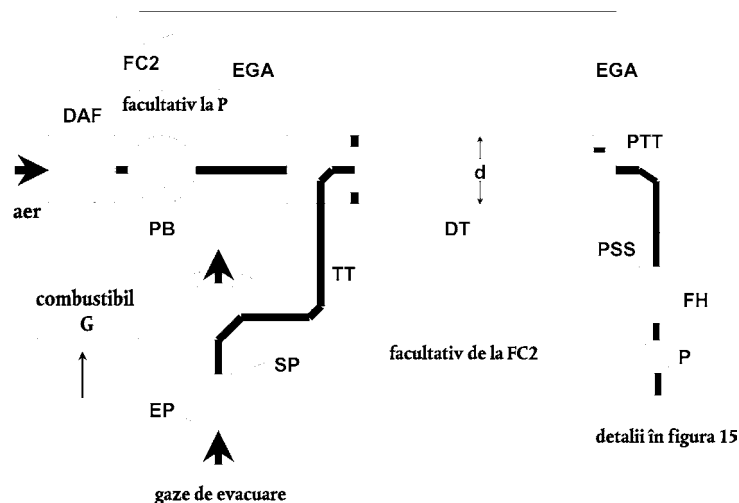 FC2
EGA
EGA
facultativ la P
DAF
PTT
d
aer
PB
DT
PSS
TT
combustibil
G
FH
facultativ de la FC2
SP
P
EP
detalii în figura 15
gaze de evacuare